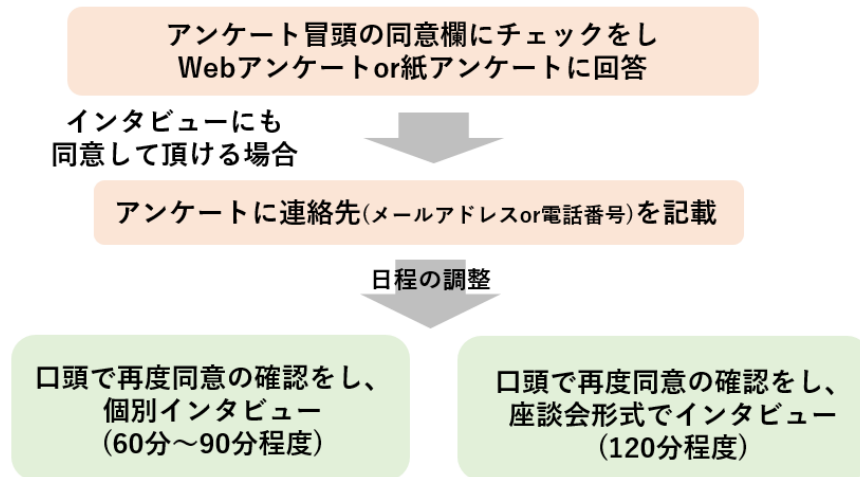 アンケート冒頭の同意欄にチェックをし
Webアンケートor紙アンケートに回答
インタビューにも
同意して頂ける場合
アンケートに連絡先(メールアドレスor電話番号)を記載
日程の調整
口頭で再度同意の確認をし、
個別インタビュー
(60分～90分程度)
口頭で再度同意の確認をし、
座談会形式でインタビュー
(120分程度)